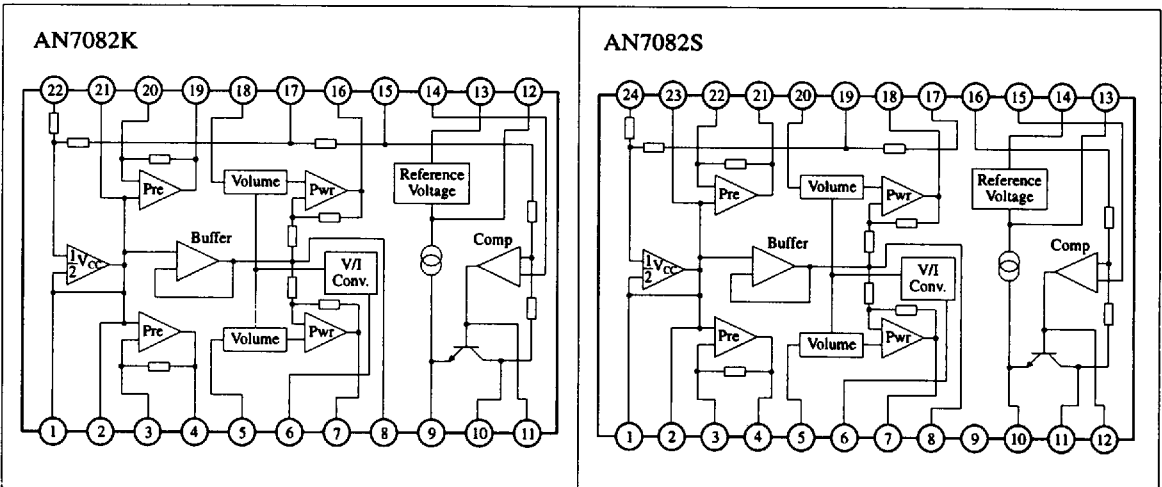 AN7082K
22 21 20 19 18 17 16 15 14 13 12
Pre
Volume
Pwr
Reference
Voltage
Buffer
Comp
1/2 VCC
V/I
Conv.
Pre
Volume
Pwr
1 2 3 4 5 6 7 8 9 10 11
AN7082S
24 23 22 21 20 19 18 17 16 15 14 13
Pre
Volume
Pwr
Reference
Voltage
Buffer
Comp
1/2 VCC
V/I
Conv.
Pre
Volume
Pwr
1 2 3 4 5 6 7 8 9 10 11 12